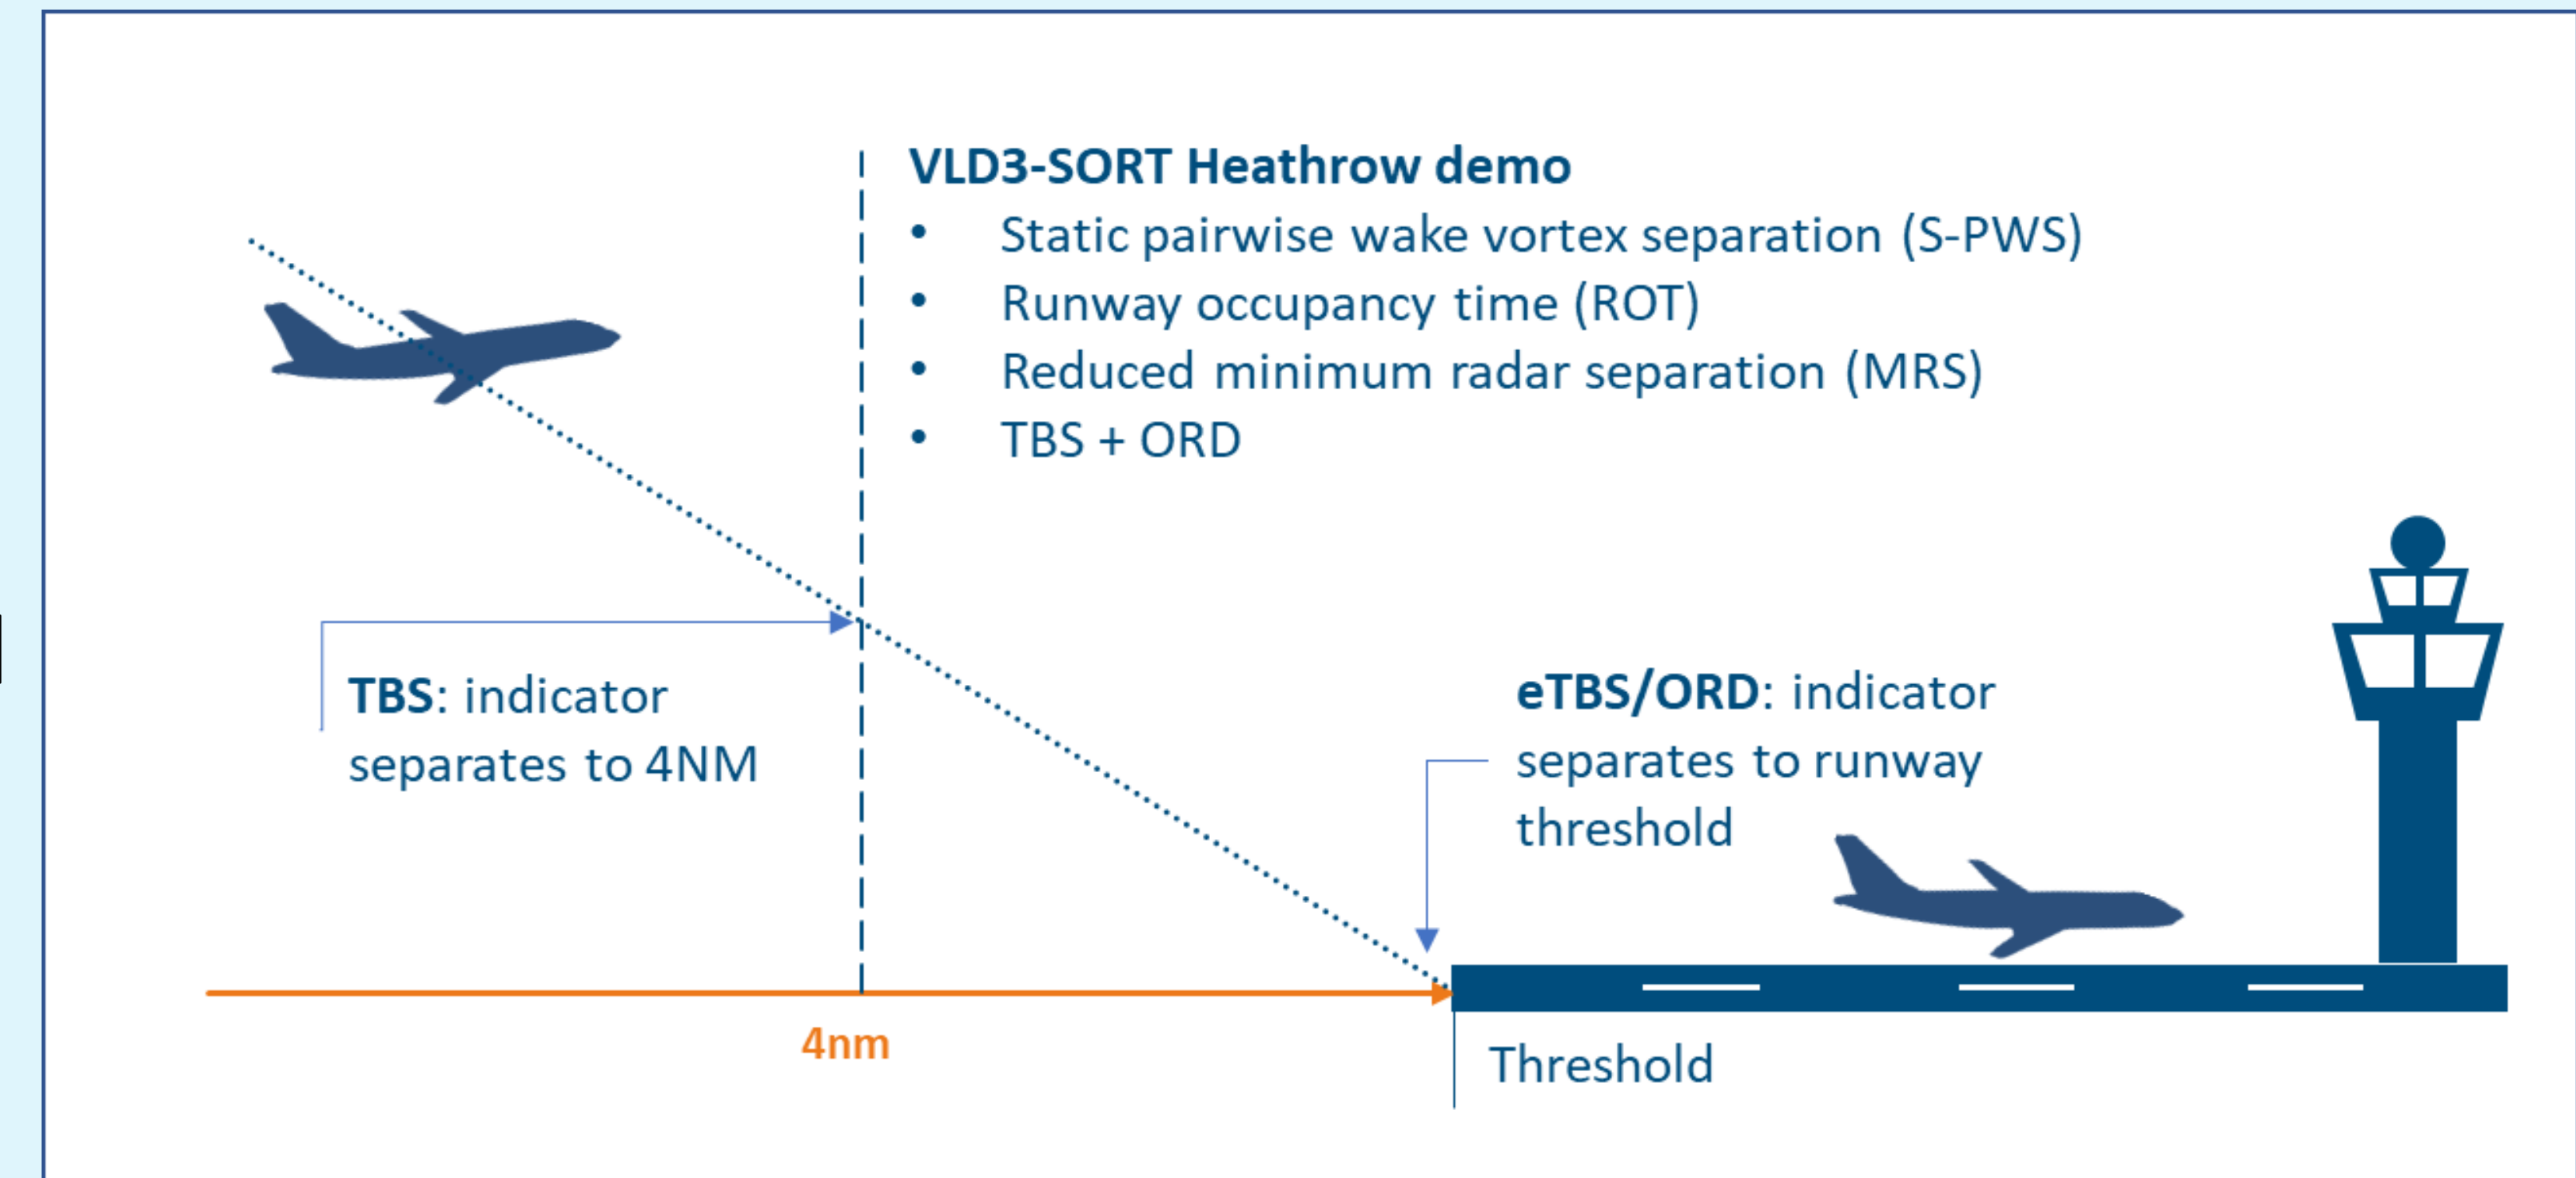 VLD3-SORT Heathrow demo
• Static pairwise wake vortex separation (S-PWS)
• Runway occupancy time (ROT)
• Reduced minimum radar separation (MRS)
• TBS + ORD
TBS: indicator
separates to 4NM
eTBS/ORD: indicator
separates to runway
threshold
4nm
Threshold